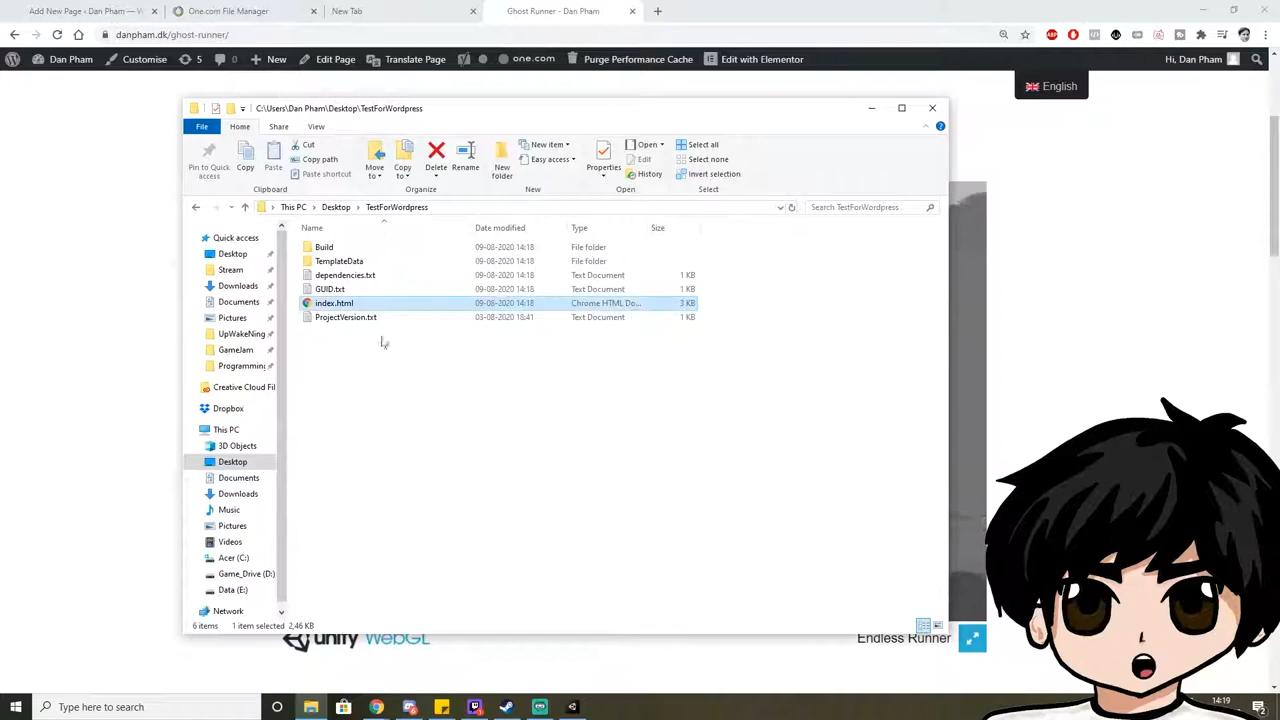 Add New Page ‹ Dan Pham — W
One.com File Manager
New Tab
Ghost Runner - Dan Pham
danpham.dk/ghost-runner/
Dan Pham
Customise
5
0
New
Edit Page
Translate Page
one.com
Purge Performance Cache
Edit with Elementor
Hi, Dan Pham
English
C:\Users\Dan Pham\Desktop\TestForWordpress
File
Home
Share
View
Pin to Quick access
Copy
Paste
Cut
Copy path
Paste shortcut
Move to
Copy to
Delete
Rename
New folder
New item
Easy access
Properties
Open
Edit
History
Select all
Select none
Invert selection
Clipboard
Organize
New
Open
Select
This PC
Desktop
TestForWordpress
Search TestForWordpress
Name
Date modified
Type
Size
Build 09-08-2020 14:18 File folder
TemplateData 09-08-2020 14:18 File folder
dependencies.txt 09-08-2020 14:18 Text Document 1 KB
GUID.txt 09-08-2020 14:18 Text Document 1 KB
index.html 09-08-2020 14:18 Chrome HTML Do... 3 KB
ProjectVersion.txt 03-08-2020 18:41 Text Document 1 KB
Quick access
Desktop
Stream
Downloads
Documents
Pictures
UpWakeNing
GameJam
Programming
Creative Cloud Fil
Dropbox
This PC
3D Objects
Desktop
Documents
Downloads
Music
Pictures
Videos
Acer (C:)
Game_Drive (D:)
Data (E:)
Network
6 items
1 item selected 2,46 KB
unity WebGL
Endless Runner
Type here to search
14:19
2